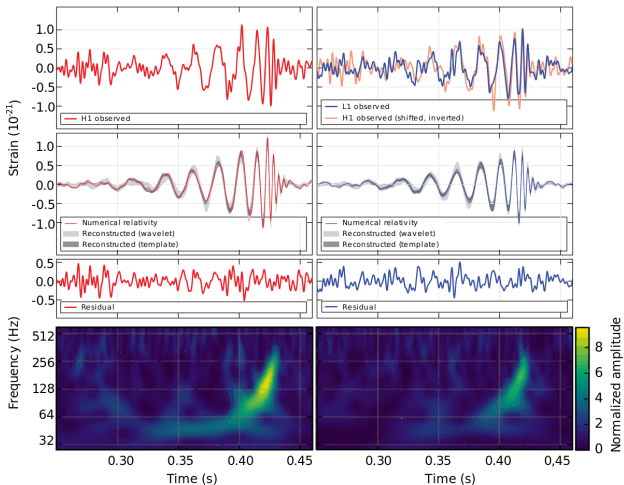 Strain (10⁻²¹)
1.0
0.5
0.0
-0.5
-1.0
H1 observed
L1 observed
H1 observed (shifted, inverted)
1.0
0.5
0.0
-0.5
-1.0
Numerical relativity
Reconstructed (wavelet)
Reconstructed (template)
Numerical relativity
Reconstructed (wavelet)
Reconstructed (template)
0.5
0.0
-0.5
Residual
Residual
Frequency (Hz)
512
256
128
64
32
0.30
0.35
0.40
0.45
Time (s)
0.30
0.35
0.40
0.45
Time (s)
8
6
4
2
0
Normalized amplitude